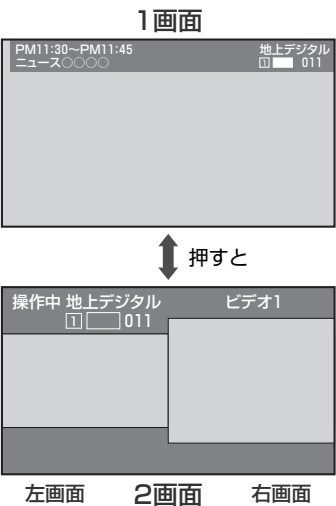 1画面
PM11:30~PM11:45 地上デジタル
ニュース○○○○ 1 011
押すと
操作中 地上デジタル ビデオ1
1 011
左画面 2画面 右画面